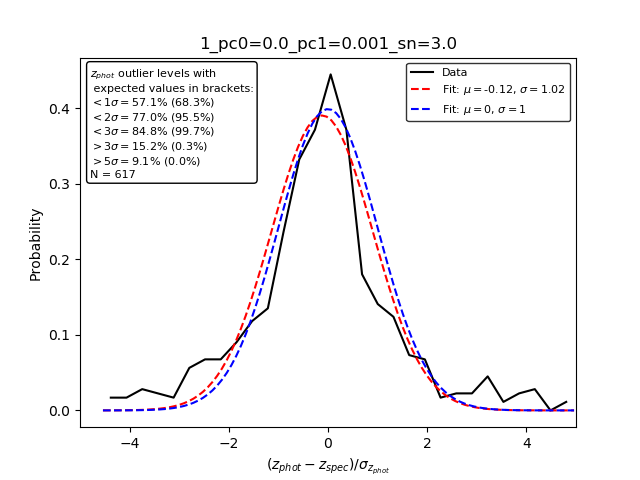 1_pc0=0.0_pc1=0.001_sn=3.0
z_phot outlier levels with
expected values in brackets:
<1σ=57.1% (68.3%)
<2σ=77.0% (95.5%)
<3σ=84.8% (99.7%)
>3σ=15.2% (0.3%)
>5σ=9.1% (0.0%)
N = 617
Data
Fit: μ=-0.12, σ=1.02
Fit: μ=0, σ=1
Probability
0.4
0.3
0.2
0.1
0.0
−4 −2 0 2 4
(z_phot − z_spec)/σ_z_phot